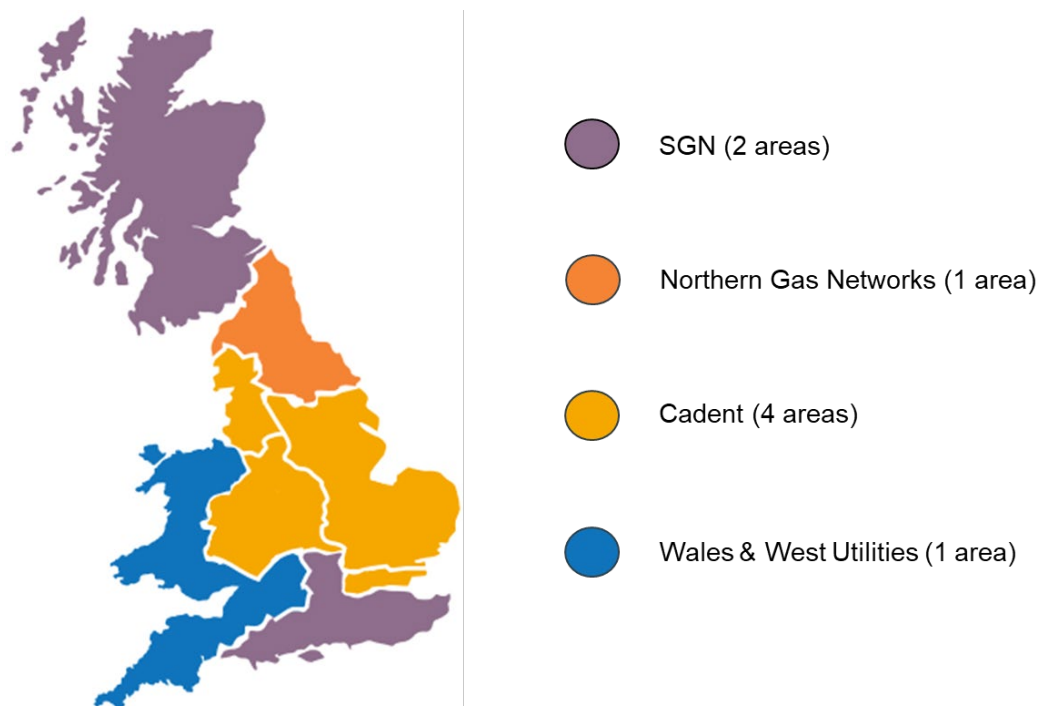 SGN (2 areas)
Northern Gas Networks (1 area)
Cadent (4 areas)
Wales & West Utilities (1 area)